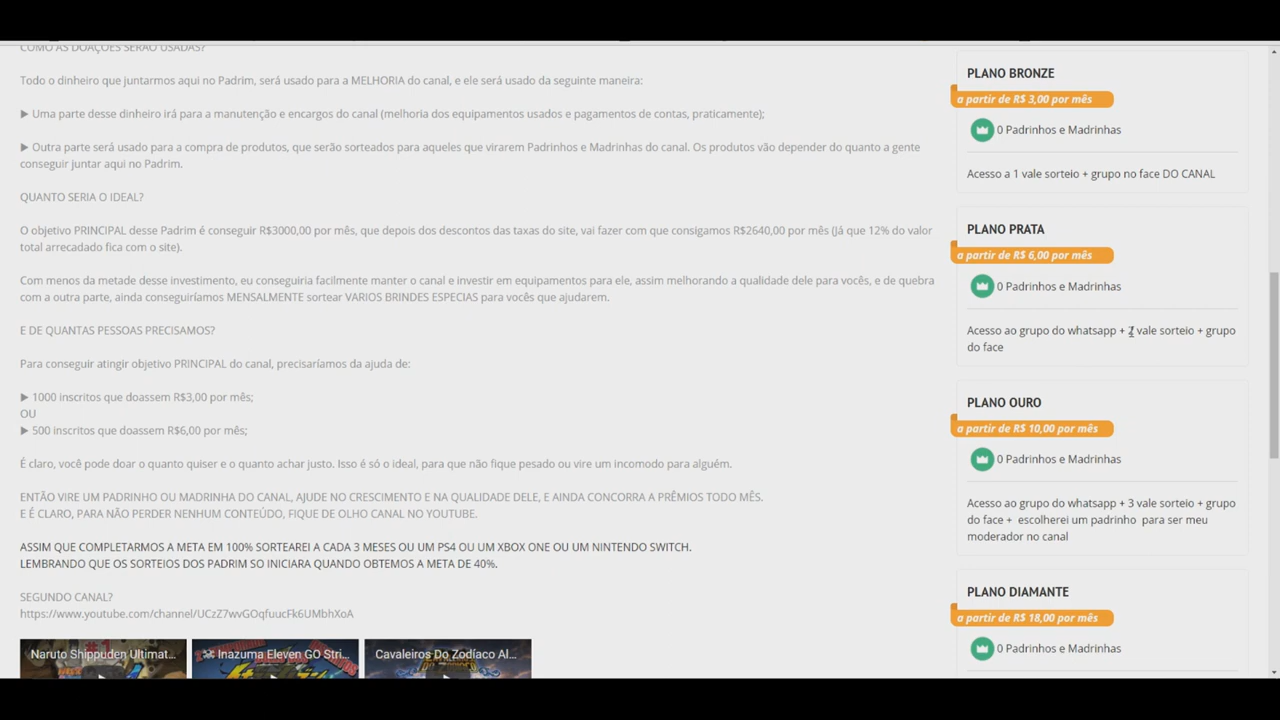 COMO AS DOAÇÕES SERÃO USADAS?
Todo o dinheiro que juntarmos aqui no Padrim, será usado para a MELHORIA do canal, e ele será usado da seguinte maneira:
▶ Uma parte desse dinheiro irá para a manutenção e encargos do canal (melhoria dos equipamentos usados e pagamentos de contas, praticamente);
▶ Outra parte será usado para a compra de produtos, que serão sorteados para aqueles que virarem Padrinhos e Madrinhas do canal. Os produtos vão depender do quanto a gente
conseguir juntar aqui no Padrim.
QUANTO SERIA O IDEAL?
O objetivo PRINCIPAL desse Padrim é conseguir R$3000,00 por mês, que depois dos descontos das taxas do site, vai fazer com que consigamos R$2640,00 por mês (Já que 12% do valor
total arrecadado fica com o site).
Com menos da metade desse investimento, eu conseguiria facilmente manter o canal e investir em equipamentos para ele, assim melhorando a qualidade dele para vocês, e de quebra
com a outra parte, ainda conseguiríamos MENSALMENTE sortear VARIOS BRINDES ESPECIAS para vocês que ajudarem.
E DE QUANTAS PESSOAS PRECISAMOS?
Para conseguir atingir objetivo PRINCIPAL do canal, precisaríamos da ajuda de:
▶ 1000 inscritos que doassem R$3,00 por mês;
OU
▶ 500 inscritos que doassem R$6,00 por mês;
É claro, você pode doar o quanto quiser e o quanto achar justo. Isso é só o ideal, para que não fique pesado ou vire um incomodo para alguém.
ENTÃO VIRE UM PADRINHO OU MADRINHA DO CANAL, AJUDE NO CRESCIMENTO E NA QUALIDADE DELE, E AINDA CONCORRA A PRÊMIOS TODO MÊS.
E É CLARO, PARA NÃO PERDER NENHUM CONTEÚDO, FIQUE DE OLHO CANAL NO YOUTUBE.
ASSIM QUE COMPLETARMOS A META EM 100% SORTEAREI A CADA 3 MESES OU UM PS4 OU UM XBOX ONE OU UM NINTENDO SWITCH.
LEMBRANDO QUE OS SORTEIOS DOS PADRIM SO INICIARA QUANDO OBTEMOS A META DE 40%.
SEGUNDO CANAL?
https://www.youtube.com/channel/UCzZ7wvGOqfuucFk6UMbhXoA
Naruto Shippuden Ultimat...
Inazuma Eleven GO Stri...
Cavaleiros Do Zodíaco Al...
PLANO BRONZE
a partir de R$ 3,00 por mês
0 Padrinhos e Madrinhas
Acesso a 1 vale sorteio + grupo no face DO CANAL
PLANO PRATA
a partir de R$ 6,00 por mês
0 Padrinhos e Madrinhas
Acesso ao grupo do whatsapp + 2 vale sorteio + grupo
do face
PLANO OURO
a partir de R$ 10,00 por mês
0 Padrinhos e Madrinhas
Acesso ao grupo do whatsapp + 3 vale sorteio + grupo
do face + escolherei um padrinho para ser meu
moderador no canal
PLANO DIAMANTE
a partir de R$ 18,00 por mês
0 Padrinhos e Madrinhas